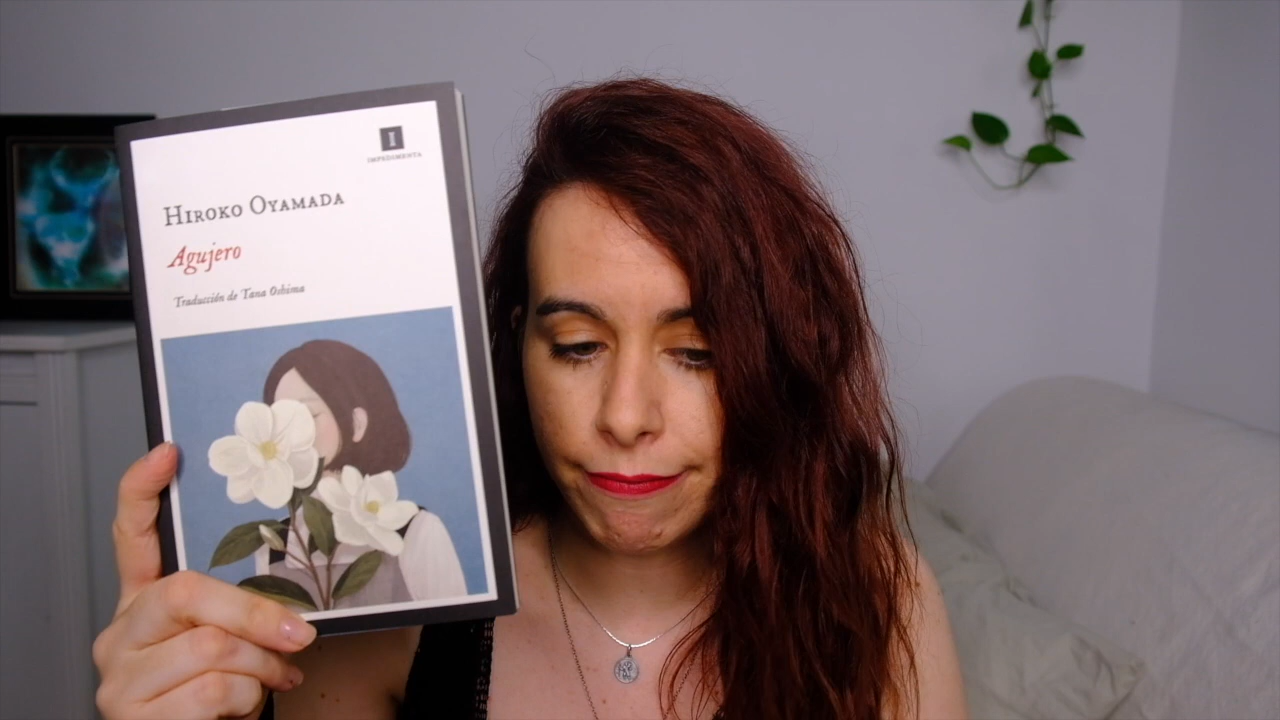 I
IMPEDIMENTA
HIROKO OYAMADA
Agujero
Traducción de Tana Oshima